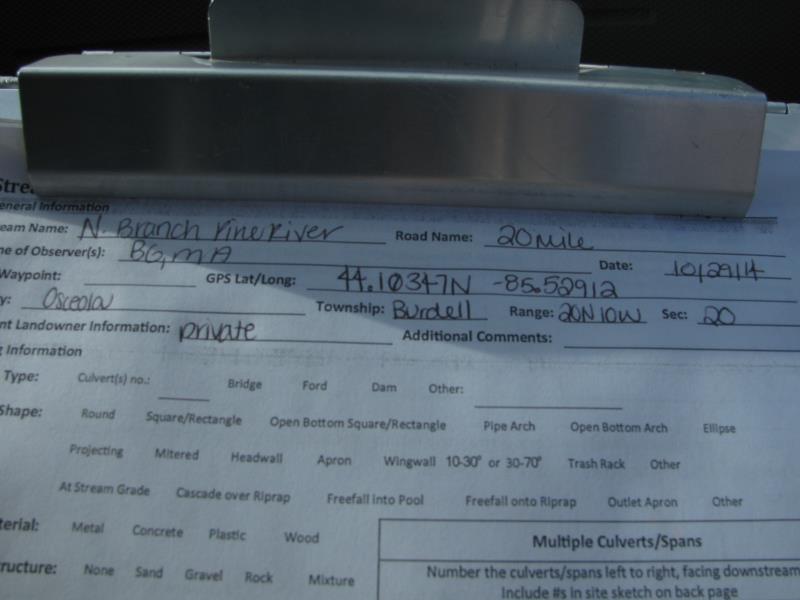 Stre
eneral Information
eam Name: N. Branch Pine River Road Name: 20 mile
ne of Observer(s): BG, MA Date: 10/29/14
Waypoint: GPS Lat/Long: 44.10347N -85.52912
y: Osceola Township: Burdell Range: 20N10W Sec: 20
nt Landowner Information: private Additional Comments:
g Information
Type: Culvert(s) no.: Bridge Ford Dam Other:
Shape: Round Square/Rectangle Open Bottom Square/Rectangle Pipe Arch Open Bottom Arch Ellipse
Projecting Mitered Headwall Apron Wingwall 10-30° or 30-70° Trash Rack Other
At Stream Grade Cascade over Riprap Freefall into Pool Freefall onto Riprap Outlet Apron Other
terial: Metal Concrete Plastic Wood
Multiple Culverts/Spans
ructure: None Sand Gravel Rock Mixture
Number the culverts/spans left to right, facing downstream
Include #s in site sketch on back page